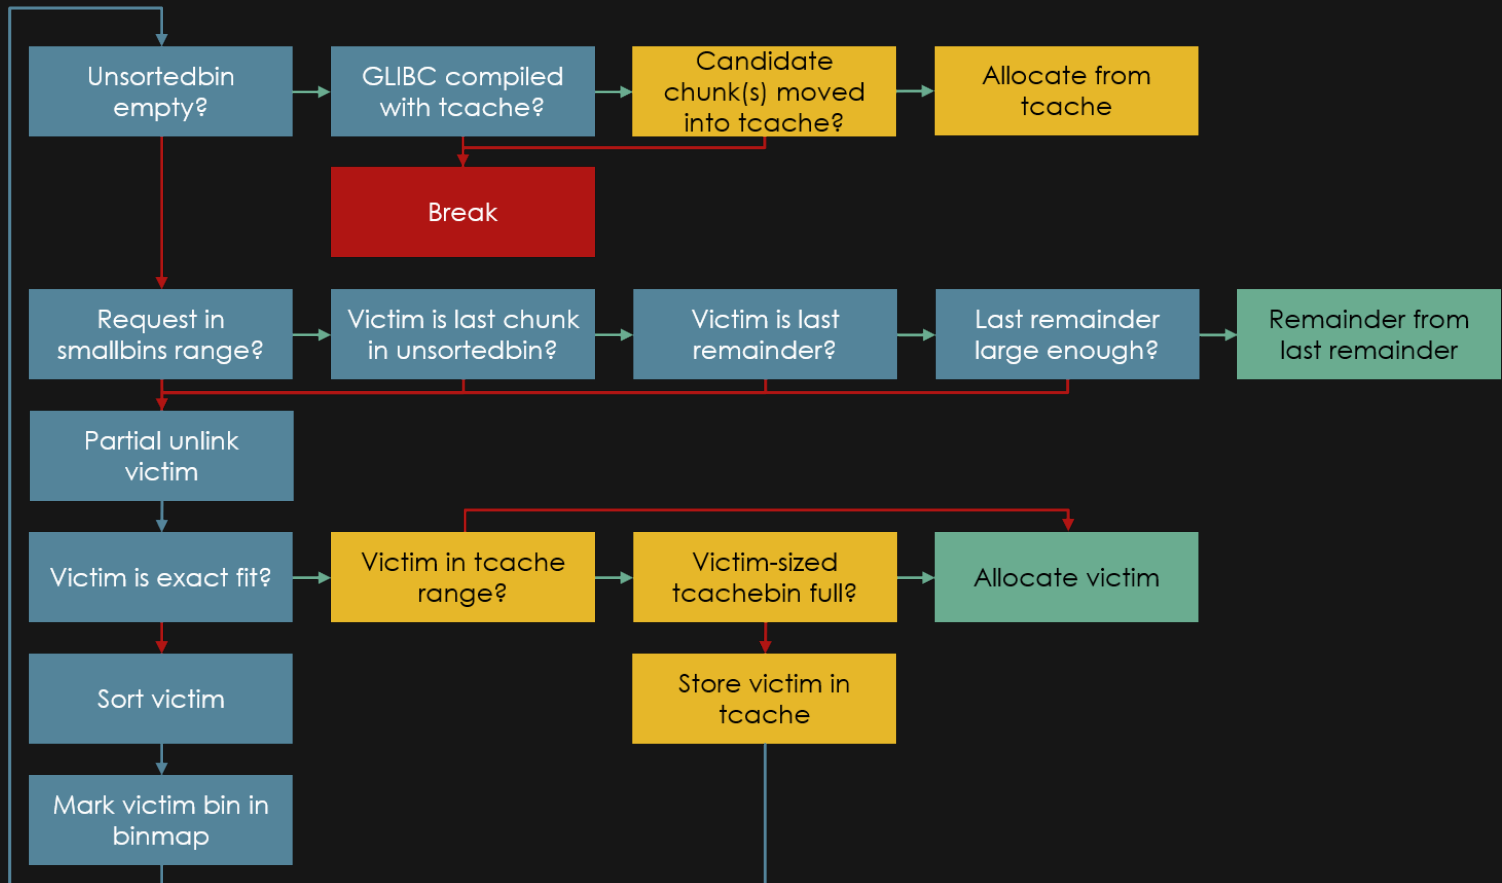 Unsortedbin
empty?
GLIBC compiled
with tcache?
Candidate
chunk(s) moved
into tcache?
Allocate from
tcache
Break
Request in
smallbins range?
Victim is last chunk
in unsortedbin?
Victim is last
remainder?
Last remainder
large enough?
Remainder from
last remainder
Partial unlink
victim
Victim is exact fit?
Victim in tcache
range?
Victim-sized
tcachebin full?
Allocate victim
Sort victim
Store victim in
tcache
Mark victim bin in
binmap